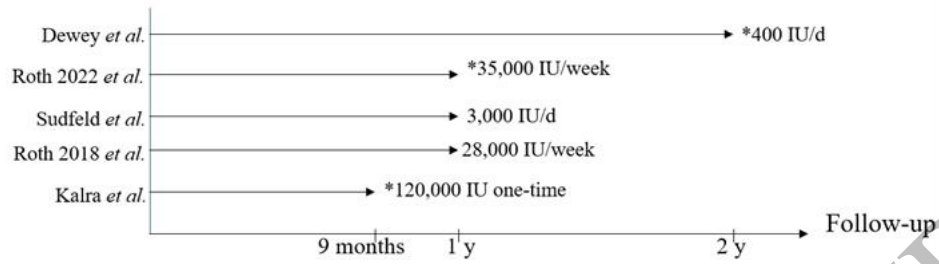 Dewey et al. *400 IU/d
Roth 2022 et al. *35,000 IU/week
Sudfeld et al. 3,000 IU/d
Roth 2018 et al. 28,000 IU/week
Kalra et al. *120,000 IU one-time
Follow-up
9 months 1 y 2 y